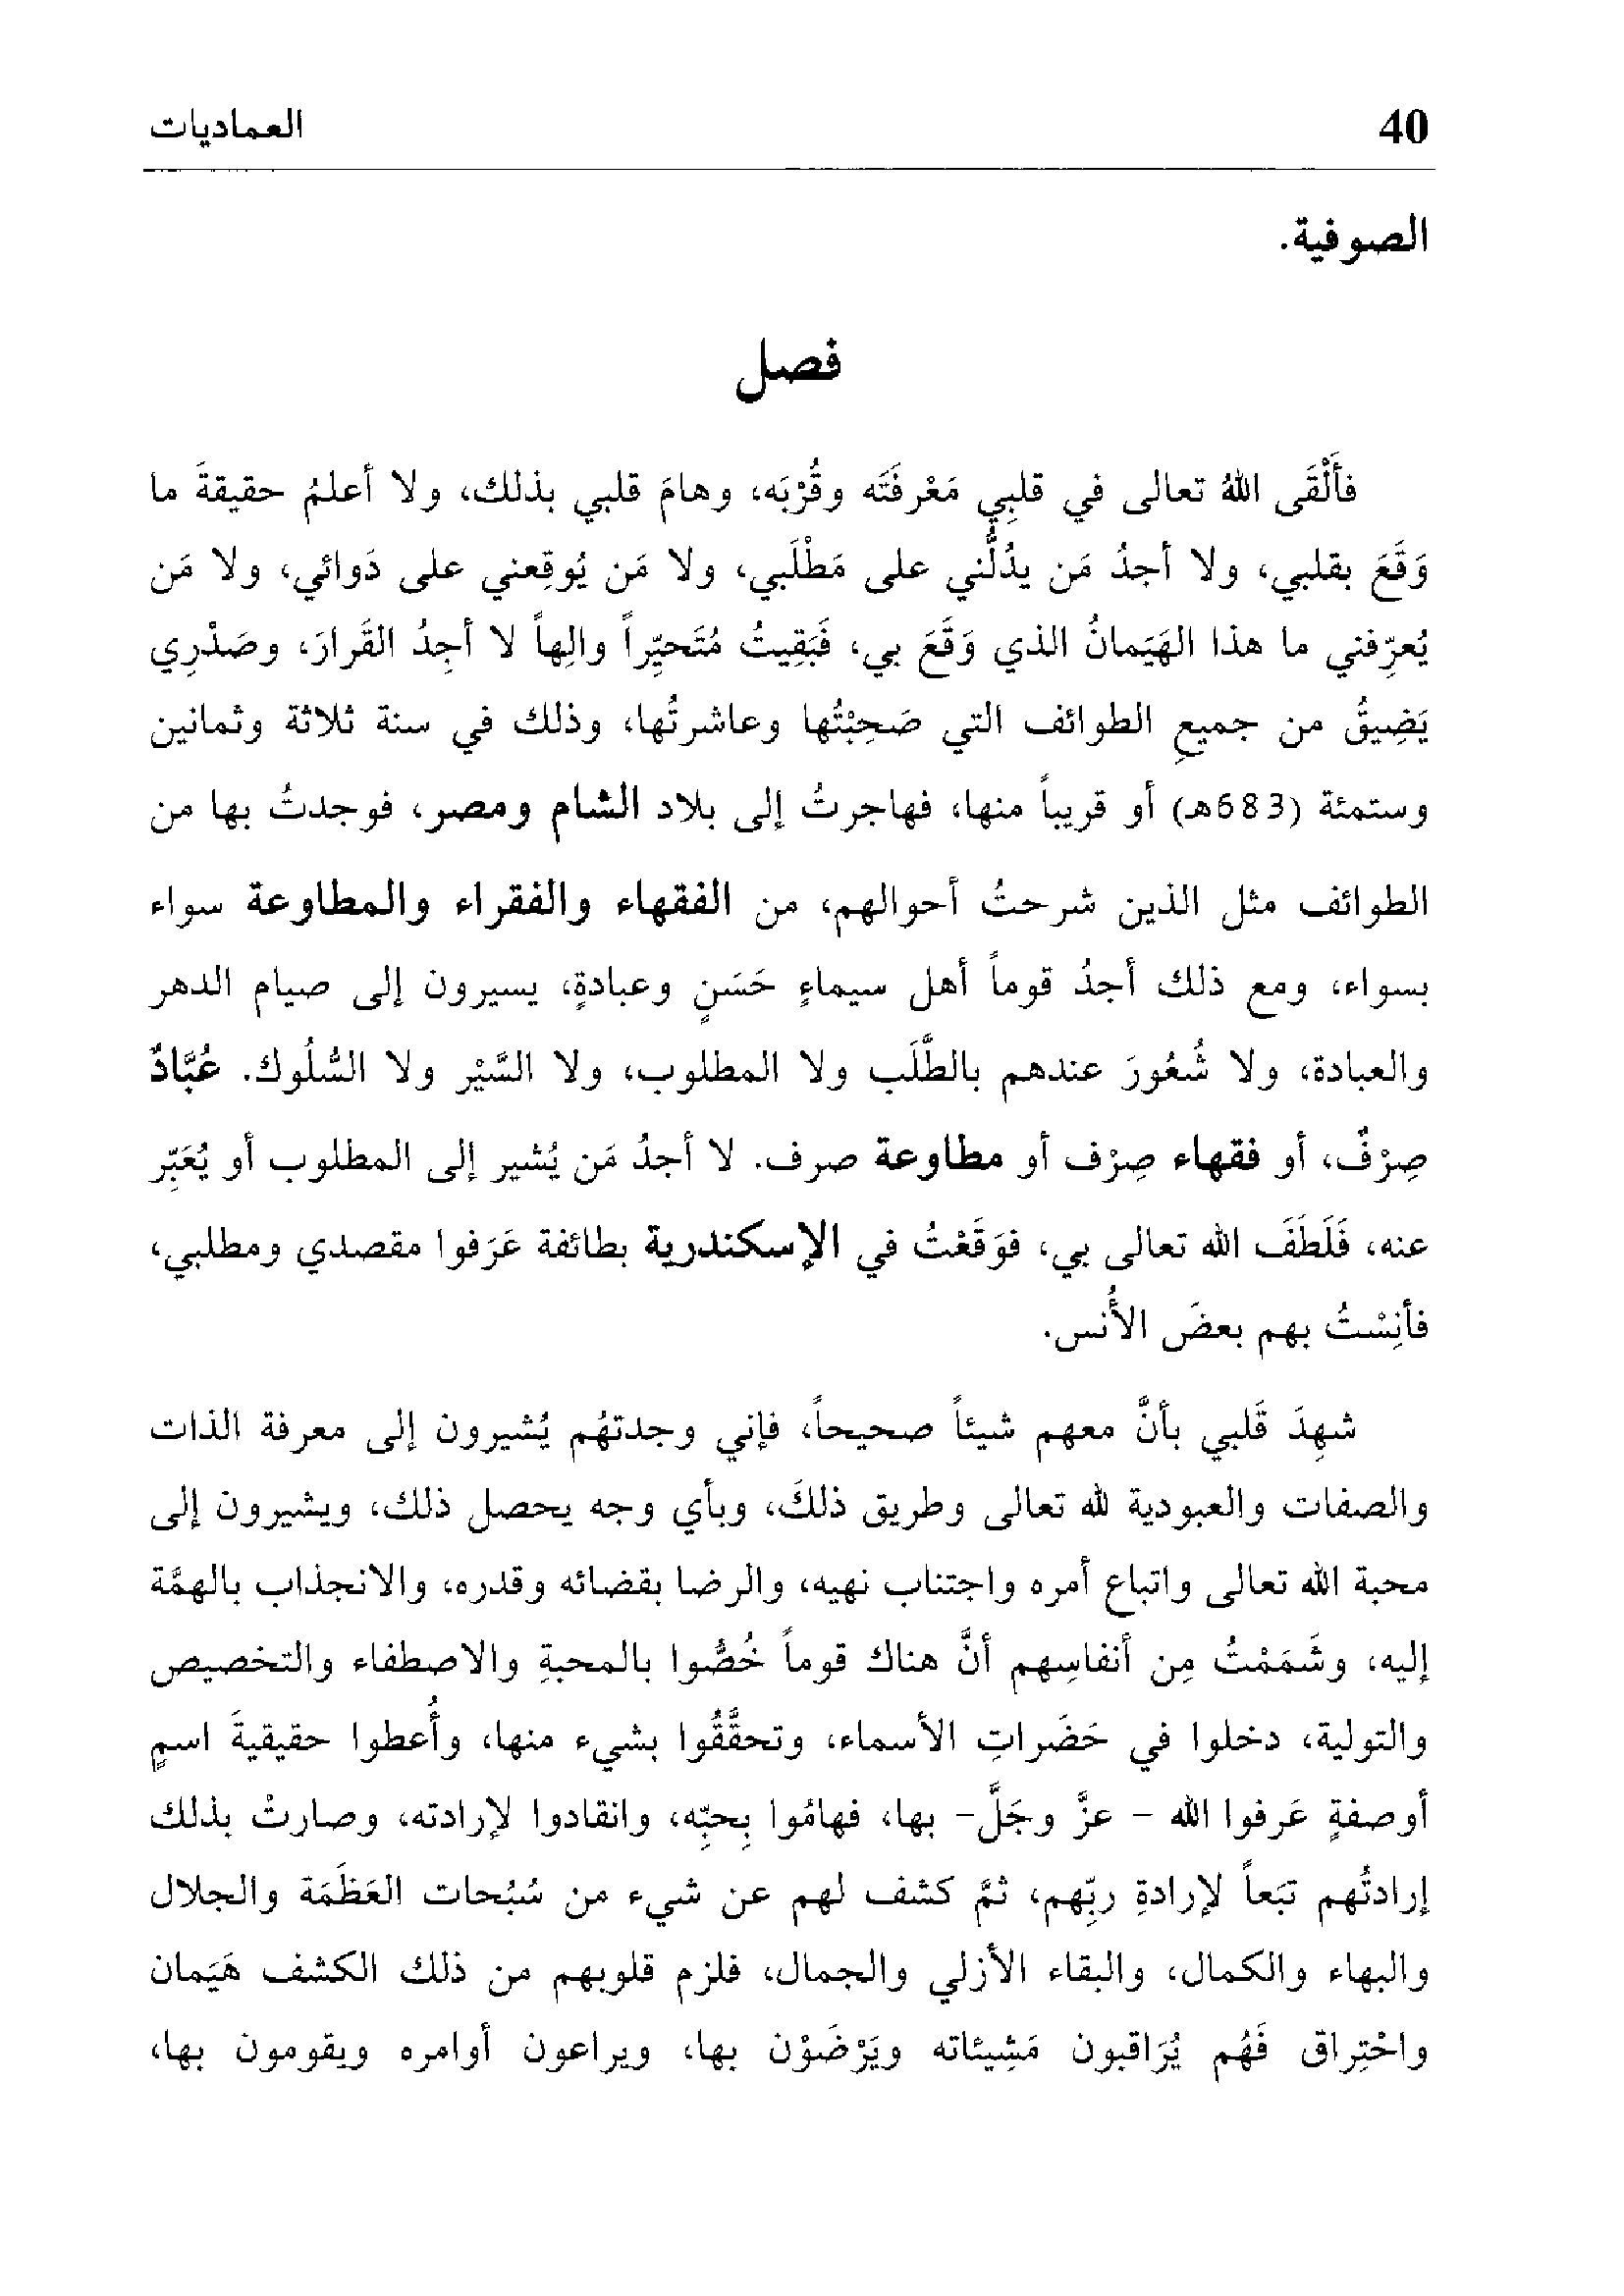 40
العماديات
الصوفية.
فصل
فأَلْقَى اللهُ تعالى في قلبِي مَعْرفَتَه وقُرْبَه، وهامَ قلبي بذلك، ولا أعلمُ حقيقةَ ما
وَقَعَ بقلبي، ولا أجدُ مَن يدُلُّني على مَطْلَبي، ولا مَن يُوقِعني على دَوائي، ولا مَن
يُعرِّفني ما هذا الهَيَمانُ الذي وَقَعَ بي، فَبَقِيتُ مُتَحيِّراً والِهاً لا أجِدُ القَرارَ، وصَدْرِي
يَضِيقُ من جميعِ الطوائف التي صَحِبْتُها وعاشرتُها، وذلك في سنة ثلاثة وثمانين
وستمئة (683هـ) أو قريباً منها، فهاجرتُ إلى بلاد الشام ومصر، فوجدتُ بها من
الطوائف مثل الذين شرحتُ أحوالهم، من الفقهاء والفقراء والمطاوعة سواء
بسواء، ومع ذلك أجدُ قوماً أهل سيماءٍ حَسَنٍ وعبادةٍ، يسيرون إلى صيام الدهر
والعبادة، ولا شُعُورَ عندهم بالطَّلَب ولا المطلوب، ولا السَّيْر ولا السُّلُوك. عُبَّادٌ
صِرْفٌ، أو فقهاء صِرْف أو مطاوعة صرف. لا أجدُ مَن يُشير إلى المطلوب أو يُعَبِّر
عنه، فَلَطَفَ الله تعالى بي، فوَقَعْتُ في الإسكندرية بطائفة عَرَفوا مقصدي ومطلبي،
فأنِسْتُ بهم بعضَ الأُنس.
شهِدَ قَلبي بأنَّ معهم شيئاً صحيحاً، فإني وجدتهُم يُشيرون إلى معرفة الذات
والصفات والعبودية لله تعالى وطريق ذلكَ، وبأي وجه يحصل ذلك، ويشيرون إلى
محبة الله تعالى واتباع أمره واجتناب نهيه، والرضا بقضائه وقدره، والانجذاب بالهمَّة
إليه، وشَمَمْتُ مِن أنفاسِهم أنَّ هناك قوماً خُصُّوا بالمحبةِ والاصطفاء والتخصيص
والتولية، دخلوا في حَضَراتِ الأسماء، وتحقَّقُوا بشيء منها، وأُعطوا حقيقيةَ اسمٍ
أوصفةٍ عَرفوا الله – عزَّ وجَلَّ- بها، فهامُوا بِحبِّه، وانقادوا لإرادته، وصارتْ بذلك
إرادتُهم تبَعاً لإرادةِ ربِّهم، ثمَّ كشف لهم عن شيء من سُبُحات العَظَمَة والجلال
والبهاء والكمال، والبقاء الأزلي والجمال، فلزم قلوبهم من ذلك الكشف هَيَمان
واحْتِراق فَهُم يُرَاقبون مَشِيئاته ويَرْضَوْن بها، ويراعون أوامره ويقومون بها،